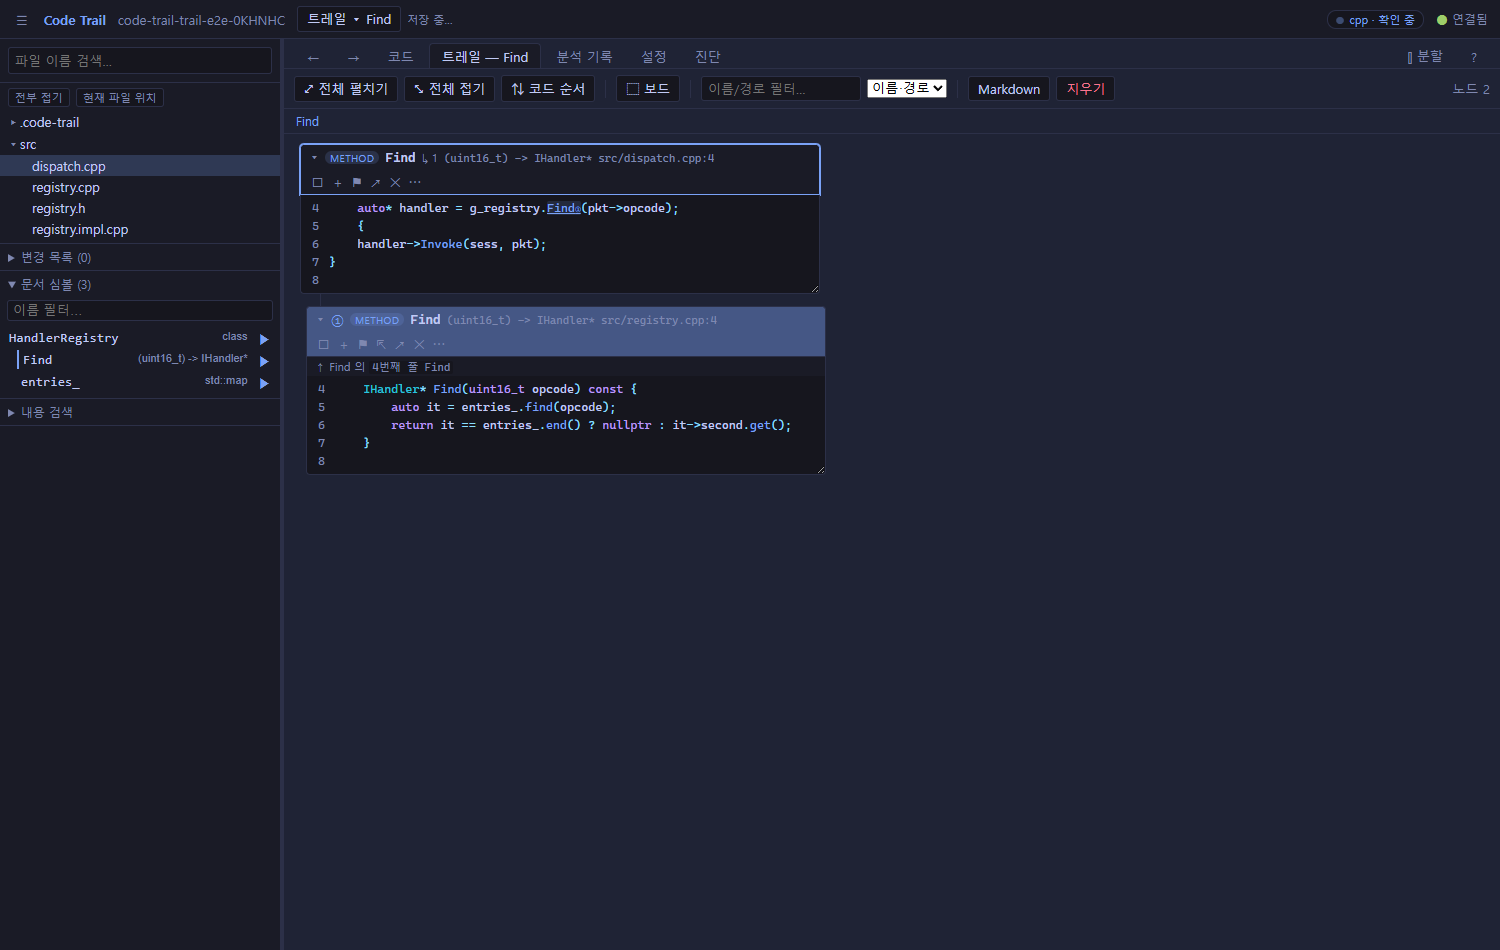 ☰ Code Trail code-trail-trail-e2e-0KHNHC 트레일 ▾ Find 저장 중... cpp · 확인 중 연결됨
파일 이름 검색...
전부 접기 현재 파일 위치
▸ .code-trail
▾ src
dispatch.cpp
registry.cpp
registry.h
registry.impl.cpp
▶ 변경 목록 (0)
▼ 문서 심볼 (3)
이름 필터...
HandlerRegistry class ▶
Find (uint16_t) -> IHandler* ▶
entries_ std::map ▶
▶ 내용 검색
← → 코드 트레일 — Find 분석 기록 설정 진단 분할 ?
⤢ 전체 펼치기 ⤡ 전체 접기 ⇅ 코드 순서 ⬚ 보드 이름/경로 필터... 이름·경로 Markdown 지우기 노드 2
Find
▾ METHOD Find ↳1 (uint16_t) -> IHandler* src/dispatch.cpp:4
☐ + ⚑ ↗ ✕ ⋯
4 auto* handler = g_registry.Find①(pkt->opcode);
5 {
6 handler->Invoke(sess, pkt);
7 }
8
▾ ① METHOD Find (uint16_t) -> IHandler* src/registry.cpp:4
☐ + ⚑ ⇱ ↗ ✕ ⋯
↑ Find 의 4번째 줄 Find
4 IHandler* Find(uint16_t opcode) const {
5 auto it = entries_.find(opcode);
6 return it == entries_.end() ? nullptr : it->second.get();
7 }
8